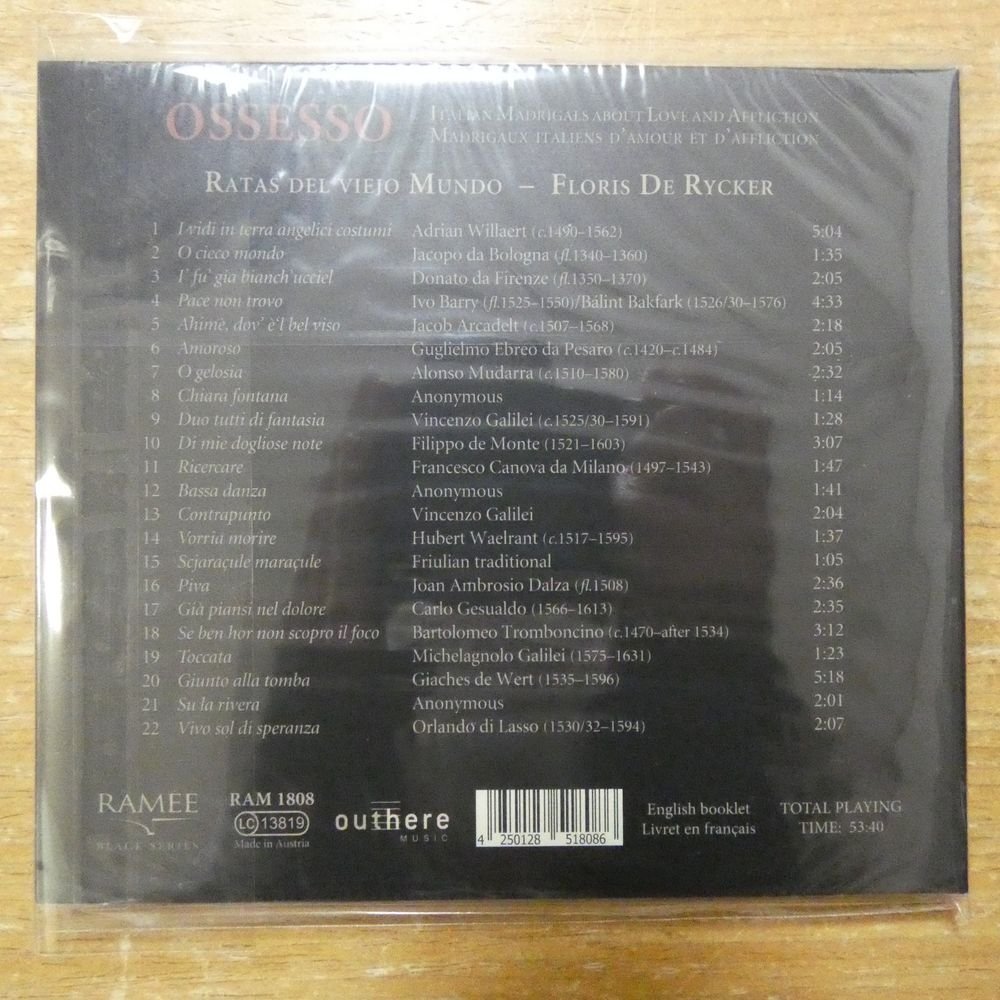 OSSESSO
ITALIAN MADRIGALS ABOUT LOVE AND AFFLICTION
MADRIGAUX ITALIENS D'AMOUR ET D'AFFLICTION
RATAS DEL VIEJO MUNDO – FLORIS DE RYCKER
1 I vidi in terra angelici costumi Adrian Willaert (c.1490–1562) 5:04
2 O cieco mondo Jacopo da Bologna (fl.1340–1360) 1:35
3 I' fu' gia bianch'ucciel Donato da Firenze (fl.1350–1370) 2:05
4 Pace non trovo Ivo Barry (fl.1525–1550)/Bálint Bakfark (1526/30–1576) 4:33
5 Ahimè, dov' è'l bel viso Jacob Arcadelt (c.1507–1568) 2:18
6 Amoroso Guglielmo Ebreo da Pesaro (c.1420–c.1484) 2:05
7 O gelosia Alonso Mudarra (c.1510–1580) 2:32
8 Chiara fontana Anonymous 1:14
9 Duo tutti di fantasia Vincenzo Galilei (c.1525/30–1591) 1:28
10 Di mie dogliose note Filippo de Monte (1521–1603) 3:07
11 Ricercare Francesco Canova da Milano (1497–1543) 1:47
12 Bassa danza Anonymous 1:41
13 Contrapunto Vincenzo Galilei 2:04
14 Vorria morire Hubert Waelrant (c.1517–1595) 1:37
15 Scjaraçule maraçule Friulian traditional 1:05
16 Piva Joan Ambrosio Dalza (fl.1508) 2:36
17 Già piansi nel dolore Carlo Gesualdo (1566–1613) 2:35
18 Se ben hor non scopro il foco Bartolomeo Tromboncino (c.1470–after 1534) 3:12
19 Toccata Michelagnolo Galilei (1575–1631) 1:23
20 Giunto alla tomba Giaches de Wert (1535–1596) 5:18
21 Su la rivera Anonymous 2:01
22 Vivo sol di speranza Orlando di Lasso (1530/32–1594) 2:07
RAMÉE
BLACK SERIES
RAM 1808
LC 13819
Made in Austria
outhere
MUSIC
4 250128 518086
English booklet
Livret en français
TOTAL PLAYING
TIME: 53:40